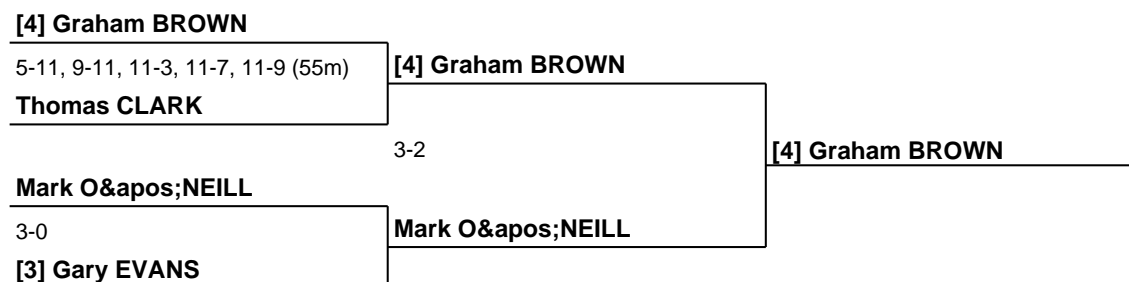 [4] Graham BROWN
5-11, 9-11, 11-3, 11-7, 11-9 (55m)
[4] Graham BROWN
Thomas CLARK
3-2
[4] Graham BROWN
Mark O&apos;NEILL
3-0
Mark O&apos;NEILL
[3] Gary EVANS